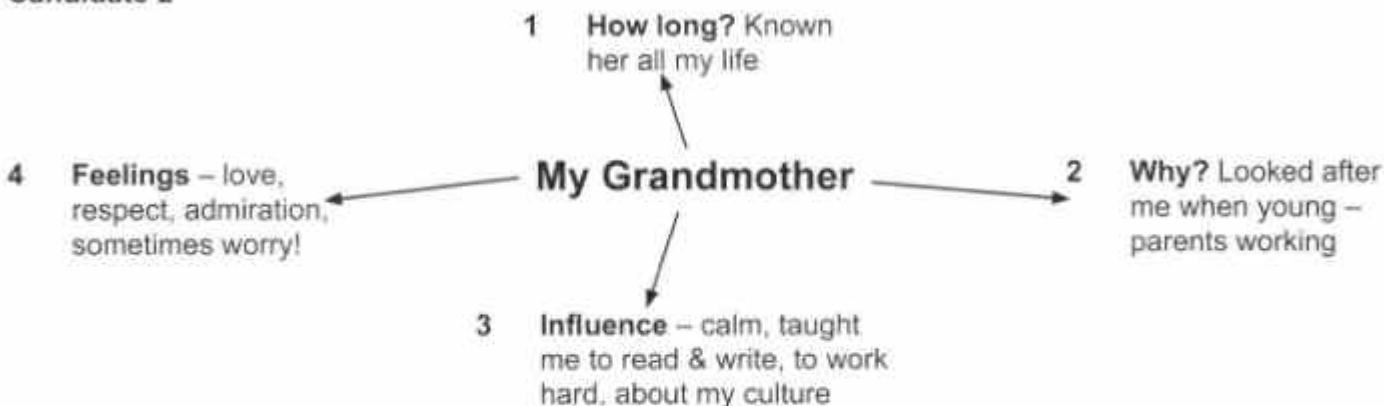 1 How long? Known
her all my life
My Grandmother
2 Why? Looked after
me when young –
parents working
3 Influence – calm, taught
me to read & write, to work
hard, about my culture
4 Feelings – love,
respect, admiration,
sometimes worry!